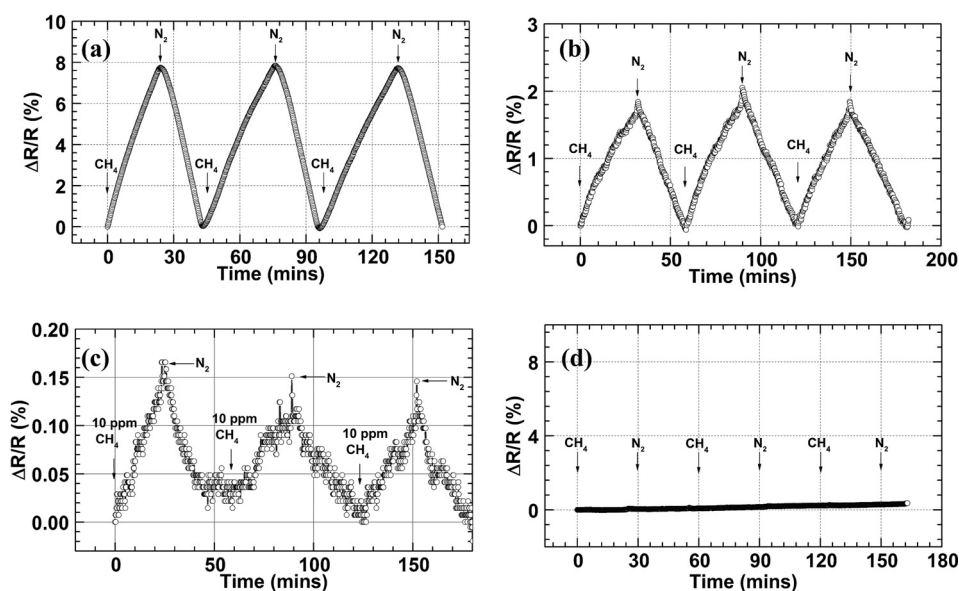 (a)
ΔR/R (%)
10
8
6
4
2
0
N2
N2
N2
CH4
CH4
CH4
0 30 60 90 120 150
Time (mins)
(b)
ΔR/R (%)
3
2
1
0
N2
N2
N2
CH4
CH4
CH4
0 50 100 150 200
Time (mins)
(c)
ΔR/R (%)
0.20
0.15
0.10
0.05
0.00
N2
N2
N2
10 ppm
CH4
10 ppm
CH4
10 ppm
CH4
0 50 100 150
Time (mins)
(d)
ΔR/R (%)
8
4
0
CH4 N2 CH4 N2 CH4 N2
0 30 60 90 120 150 180
Time (mins)